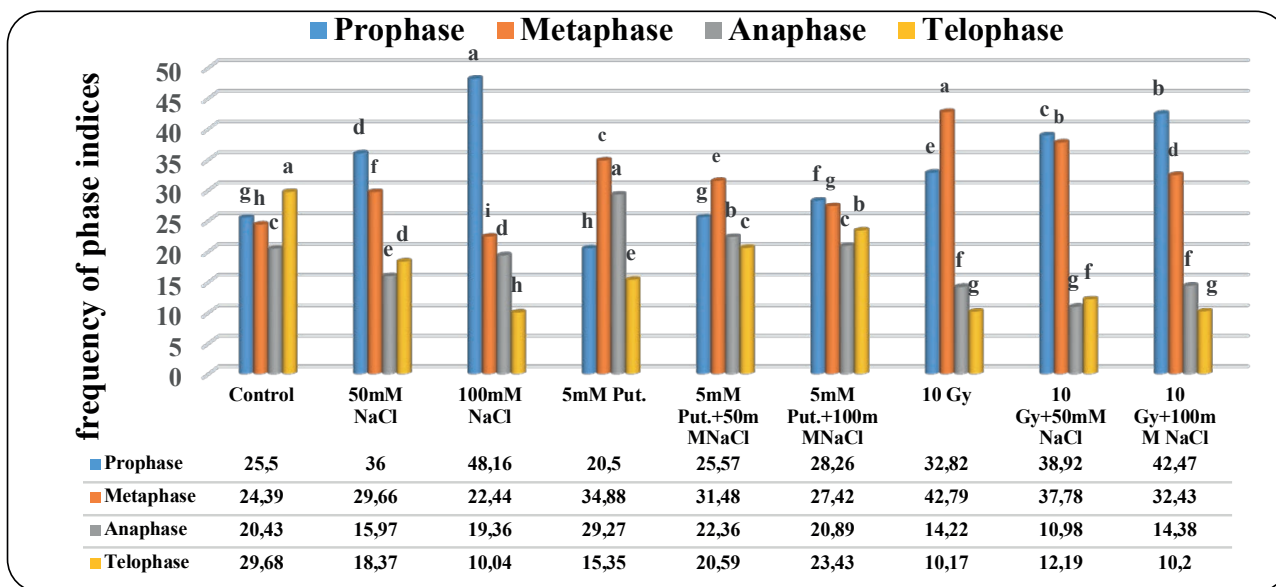 Prophase Metaphase Anaphase Telophase
frequency of phase indices
50
45
40
35
30
25
20
15
10
5
0
g h c a
d f e d
a i d h
h c a e
g e b c
f g c b
e a f g
c b g f
b d f g
Control 50mM NaCl 100mM NaCl 5mM Put. 5mM Put.+50m MNaCl 5mM Put.+100m MNaCl 10 Gy 10 Gy+50mM NaCl 10 Gy+100m M NaCl
Prophase 25,5 36 48,16 20,5 25,57 28,26 32,82 38,92 42,47
Metaphase 24,39 29,66 22,44 34,88 31,48 27,42 42,79 37,78 32,43
Anaphase 20,43 15,97 19,36 29,27 22,36 20,89 14,22 10,98 14,38
Telophase 29,68 18,37 10,04 15,35 20,59 23,43 10,17 12,19 10,2